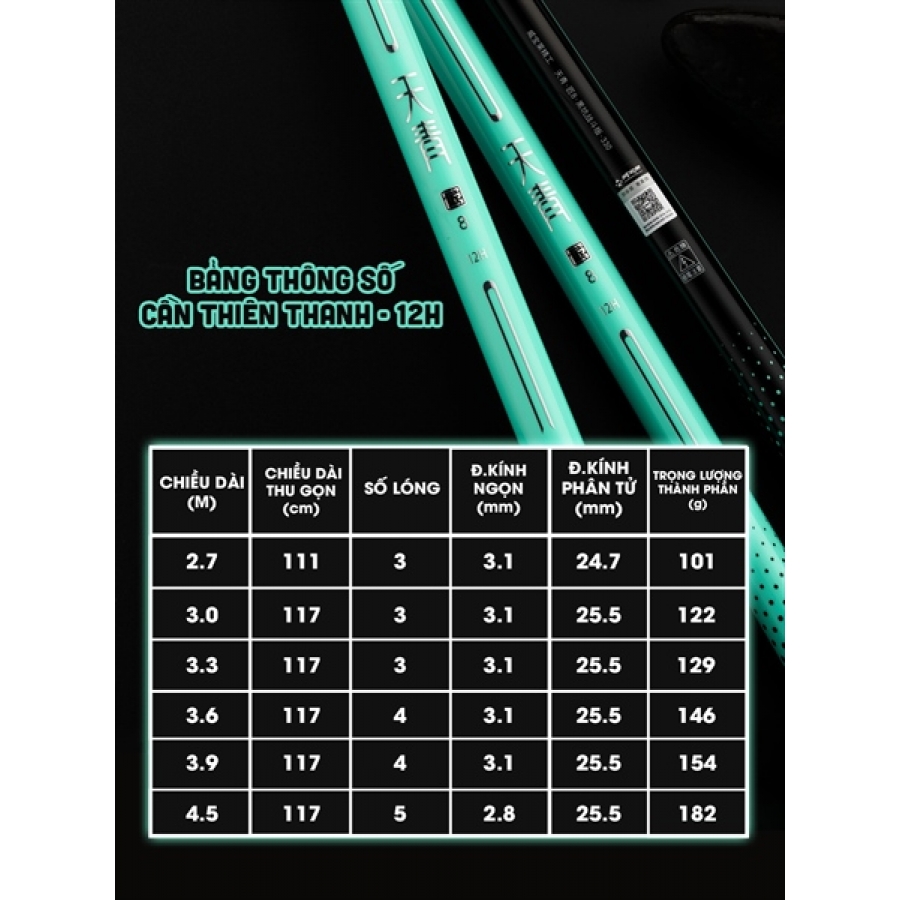 天
8
12H
天
8
12H
330
BẢNG THÔNG SỐ
CẦN THIÊN THANH - 12H
CHIỀU DÀI (M) CHIỀU DÀI THU GỌN (cm) SỐ LÓNG Đ.KÍNH NGỌN (mm) Đ.KÍNH PHÂN TỬ (mm) TRỌNG LƯỢNG THÀNH PHẦN (g)
2.7 111 3 3.1 24.7 101
3.0 117 3 3.1 25.5 122
3.3 117 3 3.1 25.5 129
3.6 117 4 3.1 25.5 146
3.9 117 4 3.1 25.5 154
4.5 117 5 2.8 25.5 182